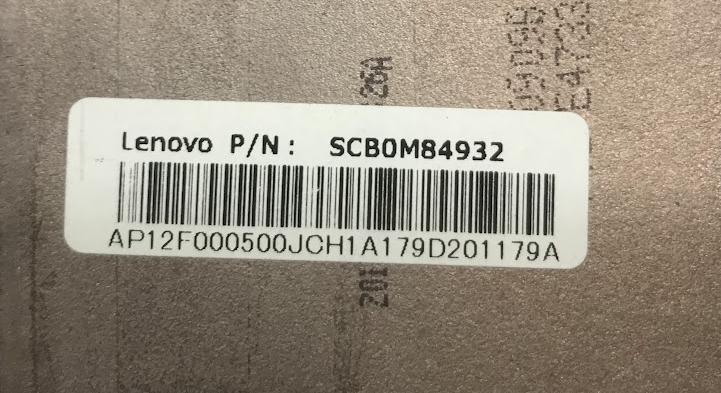 Lenovo P/N: SCB0M84932
AP12F000500JCH1A179D201179A